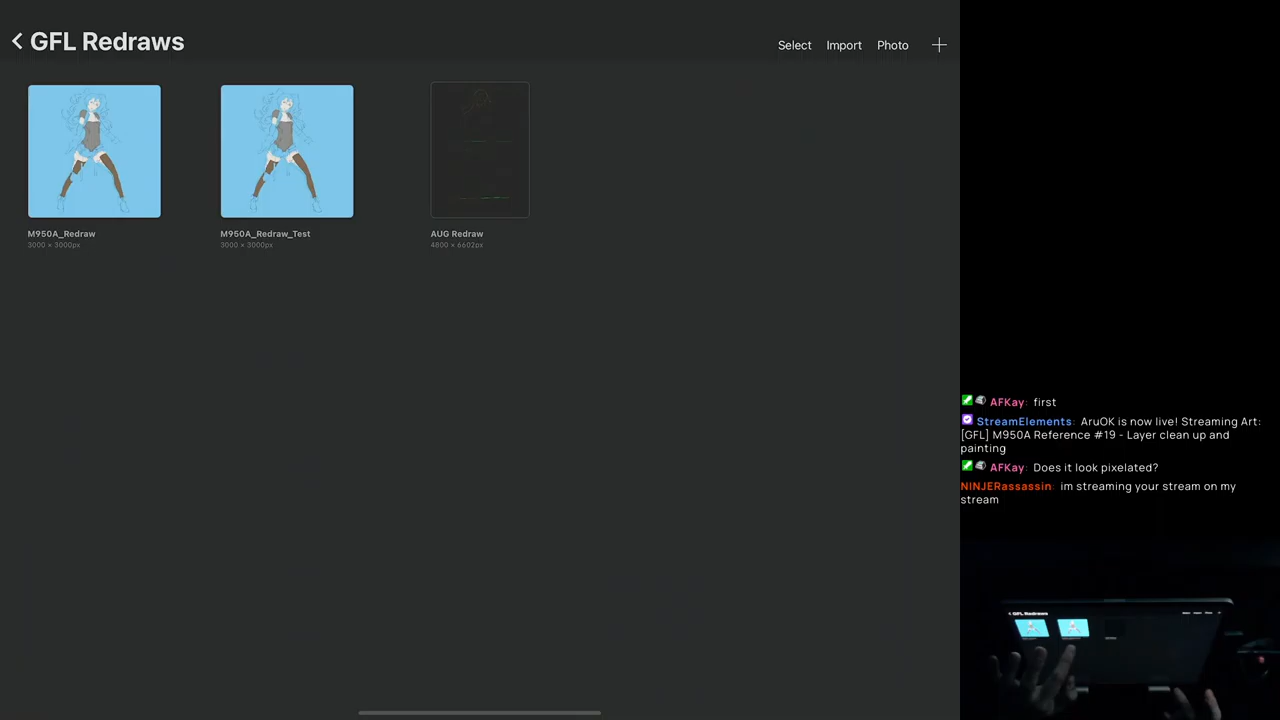 GFL Redraws
Select Import Photo
M950A_Redraw
3000 × 3000px
M950A_Redraw_Test
3000 × 3000px
AUG Redraw
4800 × 6602px
AFKay: first
StreamElements: AruOK is now live! Streaming Art:
[GFL] M950A Reference #19 - Layer clean up and
painting
AFKay: Does it look pixelated?
NINJERassassin: im streaming your stream on my
stream
GFL Redraws